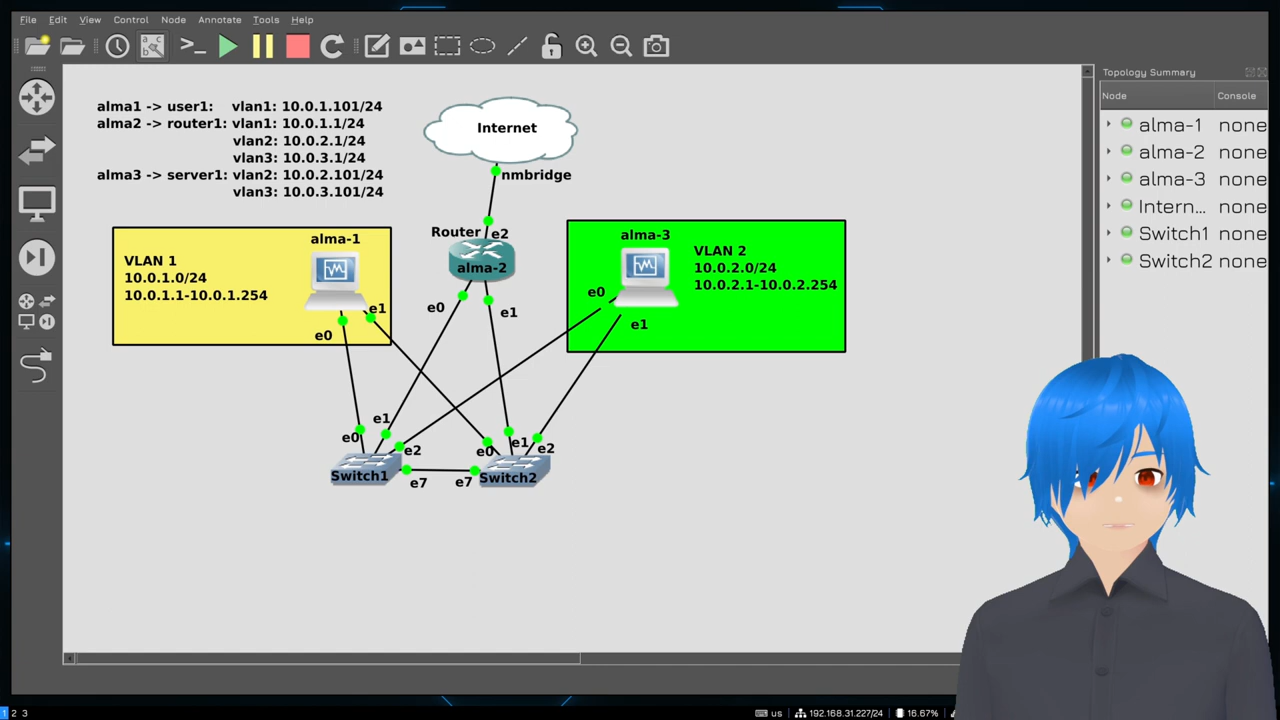 File Edit View Control Node Annotate Tools Help
Topology Summary
Node Console
alma-1 none
alma-2 none
alma-3 none
Intern... none
Switch1 none
Switch2 none
alma1 -> user1: vlan1: 10.0.1.101/24
alma2 -> router1: vlan1: 10.0.1.1/24
vlan2: 10.0.2.1/24
vlan3: 10.0.3.1/24
alma3 -> server1: vlan2: 10.0.2.101/24
vlan3: 10.0.3.101/24
Internet
nmbridge
Router e2
alma-2
e0 e1
VLAN 1
10.0.1.0/24
10.0.1.1-10.0.1.254
alma-1
e1
e0
alma-3
VLAN 2
10.0.2.0/24
10.0.2.1-10.0.2.254
e0
e1
e0 e1 e2
Switch1
e7 e7
e0 e1 e2
Switch2
1 2 3
us 192.168.31.227/24 16.67%